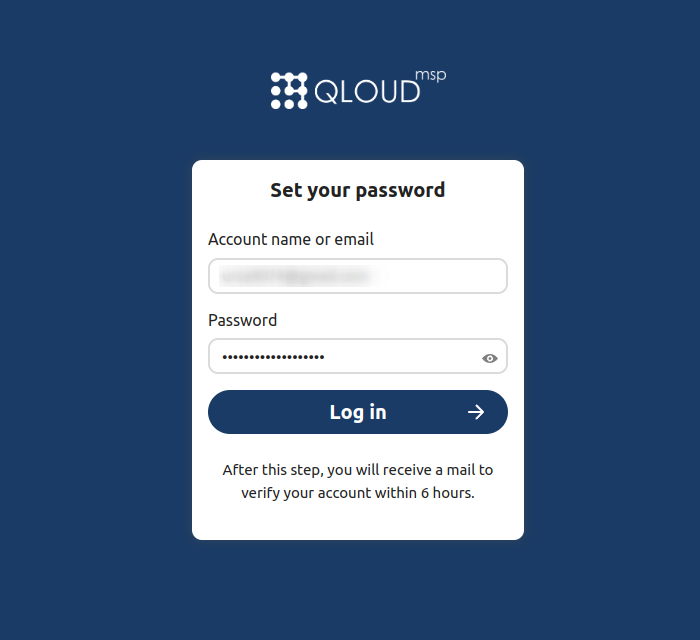 QLOUD msp
Set your password
Account name or email
Password
Log in
After this step, you will receive a mail to
verify your account within 6 hours.